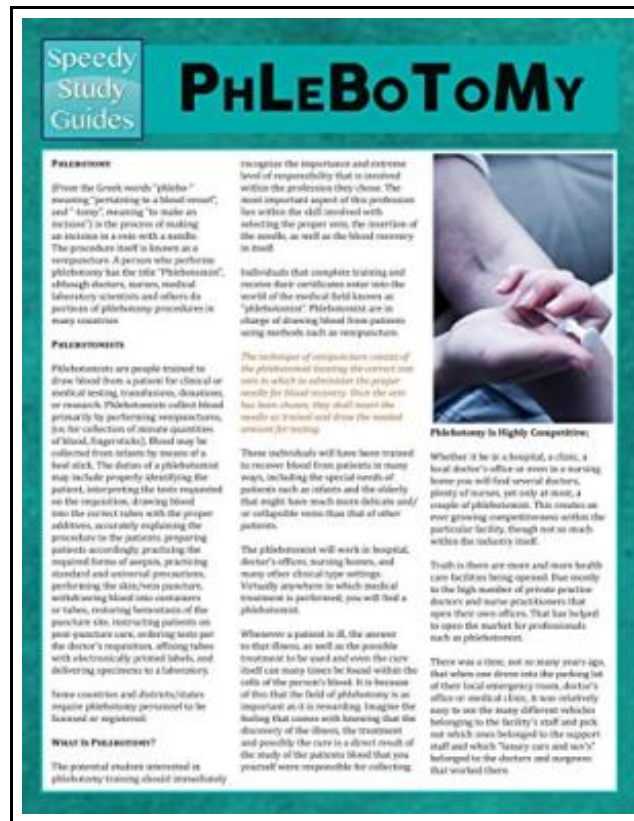 Speedy
Study
Guides
PHLEBOTOMY
PHLEBOTOMY
(From the Greek words "phlebo-"
meaning "pertaining to a blood vessel",
and "-tomy", meaning "to make an
incision") is the process of making
an incision in a vein with a needle.
The procedure itself is known as a
venipuncture. A person who performs
phlebotomy has the title "Phlebotomist",
although doctors, nurses, medical
laboratory scientists and others do
portions of phlebotomy procedures in
many countries
PHLEBOTOMISTS
Phlebotomists are people trained to
draw blood from a patient for clinical or
medical testing, transfusions, donations,
or research. Phlebotomists collect blood
primarily by performing venipunctures,
(or, for collection of minute quantities
of blood, fingersticks). Blood may be
collected from infants by means of a
heel stick. The duties of a phlebotomist
may include properly identifying the
patient, interpreting the tests requested
on the requisition, drawing blood
into the correct tubes with the proper
additives, accurately explaining the
procedure to the patients, preparing
patients accordingly, practicing the
required forms of asepsis, practicing
standard and universal precautions,
performing the skin/vein puncture,
withdrawing blood into containers
or tubes, restoring hemostasis of the
puncture site, instructing patients on
post-puncture care, ordering tests per
the doctor's requisition, affixing tubes
with electronically printed labels, and
delivering specimens to a laboratory.
Some countries and districts/states
require phlebotomy personnel to be
licensed or registered.
WHAT IS PHLEBOTOMY?
The potential student interested in
phlebotomy training should immediately
recognize the importance and extreme
level of responsibility that is involved
within the profession they chose. The
most important aspect of this profession
lies within the skill involved with
selecting the proper vein, the insertion of
the needle, as well as the blood recovery
in itself.
Individuals that complete training and
receive their certificates enter into the
world of the medical field known as
"phlebotomist". Phlebotomist are in
charge of drawing blood from patients
using methods such as venipuncture.
The technique of venipuncture consist of
the phlebotomist locating the correct
vein in which to administer the proper
needle for blood recovery. Once the vein
has been chosen, they shall insert the
needle as trained and draw the needed
amount for testing.
These individuals will have been trained
to recover blood from patients in many
ways, including the special needs of
patients such as infants and the elderly
that might have much more delicate and/
or collapsible veins than that of other
patients.
The phlebotomist will work in hospital,
doctor's offices, nursing homes, and
many other clinical type settings.
Virtually anywhere in which medical
treatment is performed, you will find a
phlebotomist.
Whenever a patient is ill, the answer
to that illness, as well as the possible
treatment to be used and even the cure
itself can many times be found within the
cells of the person's blood. It is because
of this that the field of phlebotomy is as
important as it is rewarding. Imagine the
feeling that comes with knowing that the
discovery of the illness, the treatment
and possibly the cure is a direct result of
the study of the patients blood that you
yourself were responsible for collecting.
Phlebotomy Is Highly Competitive;
Whether it be in a hospital, a clinic, a
local doctor's office or even in a nursing
home you will find several doctors,
plenty of nurses, yet only at most, a
couple of phlebotomist. This creates an
ever growing competitiveness within the
particular facility, though not so much
within the industry itself.
Truth is there are more and more health
care facilities being opened. Due mostly
to the high number of private practice
doctors and nurse practitioners that
open their own offices. That has helped
to open the market for professionals
such as phlebotomist.
There was a time, not so many years ago,
that when one drove into the parking lot
of their local emergency room, doctor's
office or medical clinic, it was relatively
easy to use the many different vehicles
belonging to the facility's staff and pick
out which ones belonged to the support
staff and which "luxury cars and suv's"
belonged to the doctors and surgeons
that worked there.